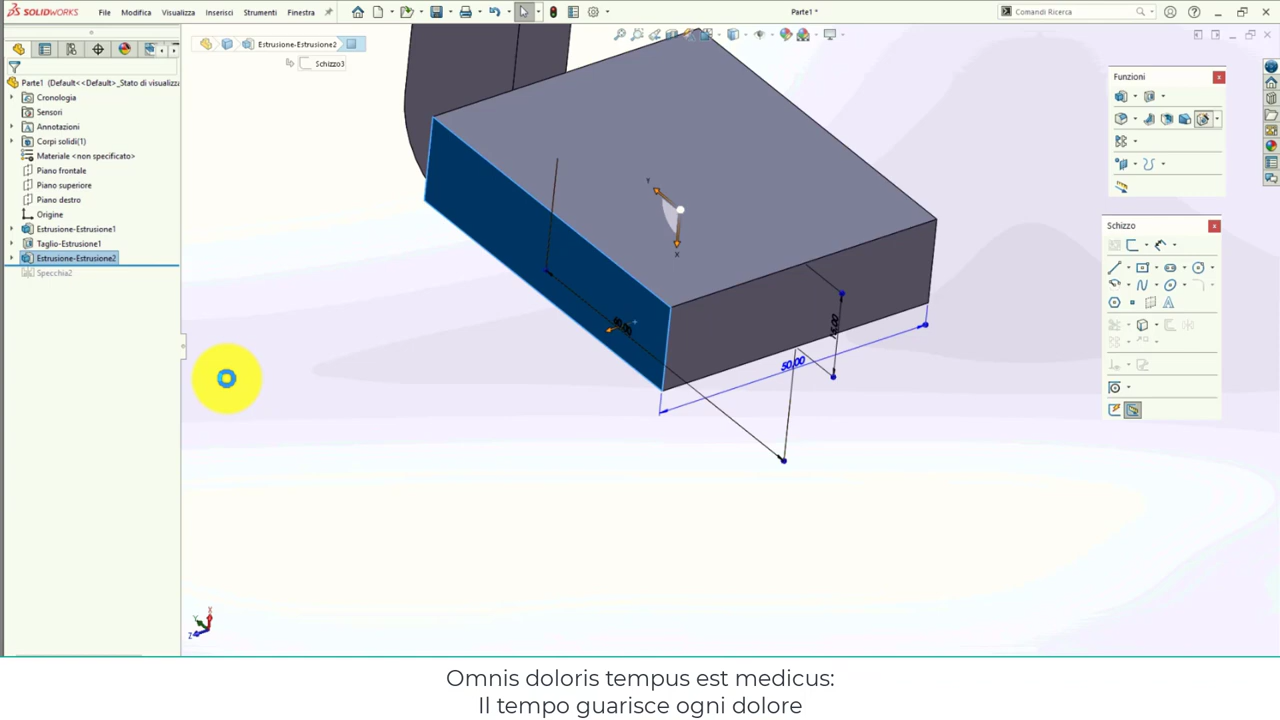 SOLIDWORKS
File Modifica Visualizza Inserisci Strumenti Finestra
Parte1 *
Comandi Ricerca
Estrusione-Estrusione2
Schizzo3
Parte1 (Default<<Default>_Stato di visualizza
Cronologia
Sensori
Annotazioni
Corpi solidi(1)
Materiale <non specificato>
Piano frontale
Piano superiore
Piano destro
Origine
Estrusione-Estrusione1
Taglio-Estrusione1
Estrusione-Estrusione2
Specchia2
Funzioni
Schizzo
Y
X
50,00
X
Y
Z
Omnis doloris tempus est medicus:
Il tempo guarisce ogni dolore